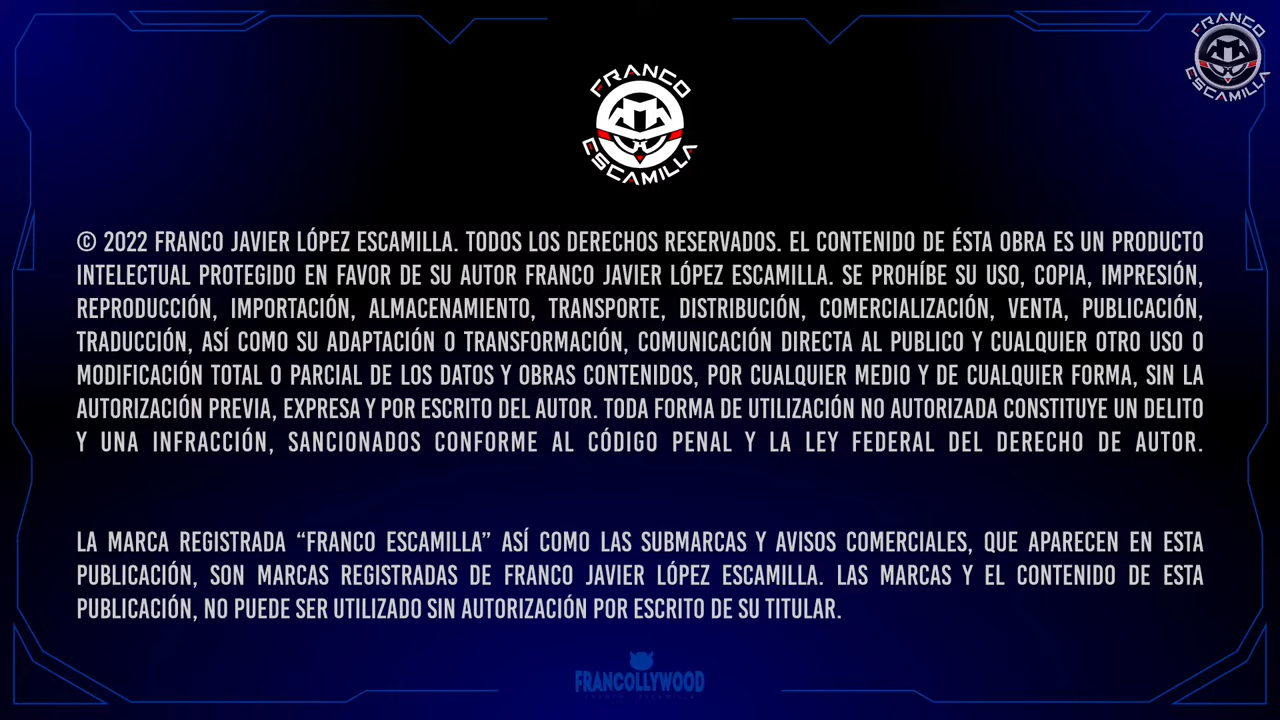 FRANCO
ESCAMILLA
FRANCO
ESCAMILLA
© 2022 FRANCO JAVIER LÓPEZ ESCAMILLA. TODOS LOS DERECHOS RESERVADOS. EL CONTENIDO DE ÉSTA OBRA ES UN PRODUCTO
INTELECTUAL PROTEGIDO EN FAVOR DE SU AUTOR FRANCO JAVIER LÓPEZ ESCAMILLA. SE PROHÍBE SU USO, COPIA, IMPRESIÓN,
REPRODUCCIÓN, IMPORTACIÓN, ALMACENAMIENTO, TRANSPORTE, DISTRIBUCIÓN, COMERCIALIZACIÓN, VENTA, PUBLICACIÓN,
TRADUCCIÓN, ASÍ COMO SU ADAPTACIÓN O TRANSFORMACIÓN, COMUNICACIÓN DIRECTA AL PUBLICO Y CUALQUIER OTRO USO O
MODIFICACIÓN TOTAL O PARCIAL DE LOS DATOS Y OBRAS CONTENIDOS, POR CUALQUIER MEDIO Y DE CUALQUIER FORMA, SIN LA
AUTORIZACIÓN PREVIA, EXPRESA Y POR ESCRITO DEL AUTOR. TODA FORMA DE UTILIZACIÓN NO AUTORIZADA CONSTITUYE UN DELITO
Y UNA INFRACCIÓN, SANCIONADOS CONFORME AL CÓDIGO PENAL Y LA LEY FEDERAL DEL DERECHO DE AUTOR.
LA MARCA REGISTRADA “FRANCO ESCAMILLA” ASÍ COMO LAS SUBMARCAS Y AVISOS COMERCIALES, QUE APARECEN EN ESTA
PUBLICACIÓN, SON MARCAS REGISTRADAS DE FRANCO JAVIER LÓPEZ ESCAMILLA. LAS MARCAS Y EL CONTENIDO DE ESTA
PUBLICACIÓN, NO PUEDE SER UTILIZADO SIN AUTORIZACIÓN POR ESCRITO DE SU TITULAR.
FRANCOLLYWOOD